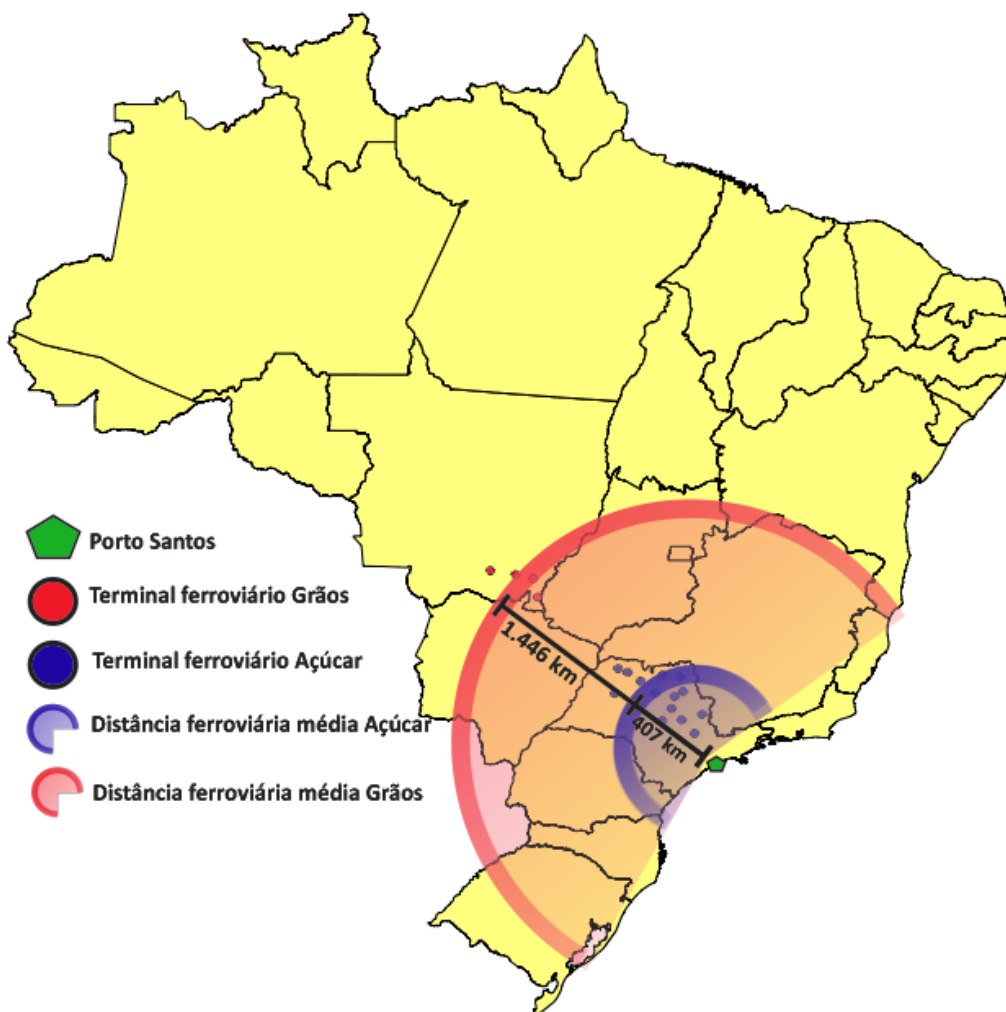 Porto Santos
Terminal ferroviário Grãos
Terminal ferroviário Açúcar
Distância ferroviária média Açúcar
Distância ferroviária média Grãos
1.446 km
407 km